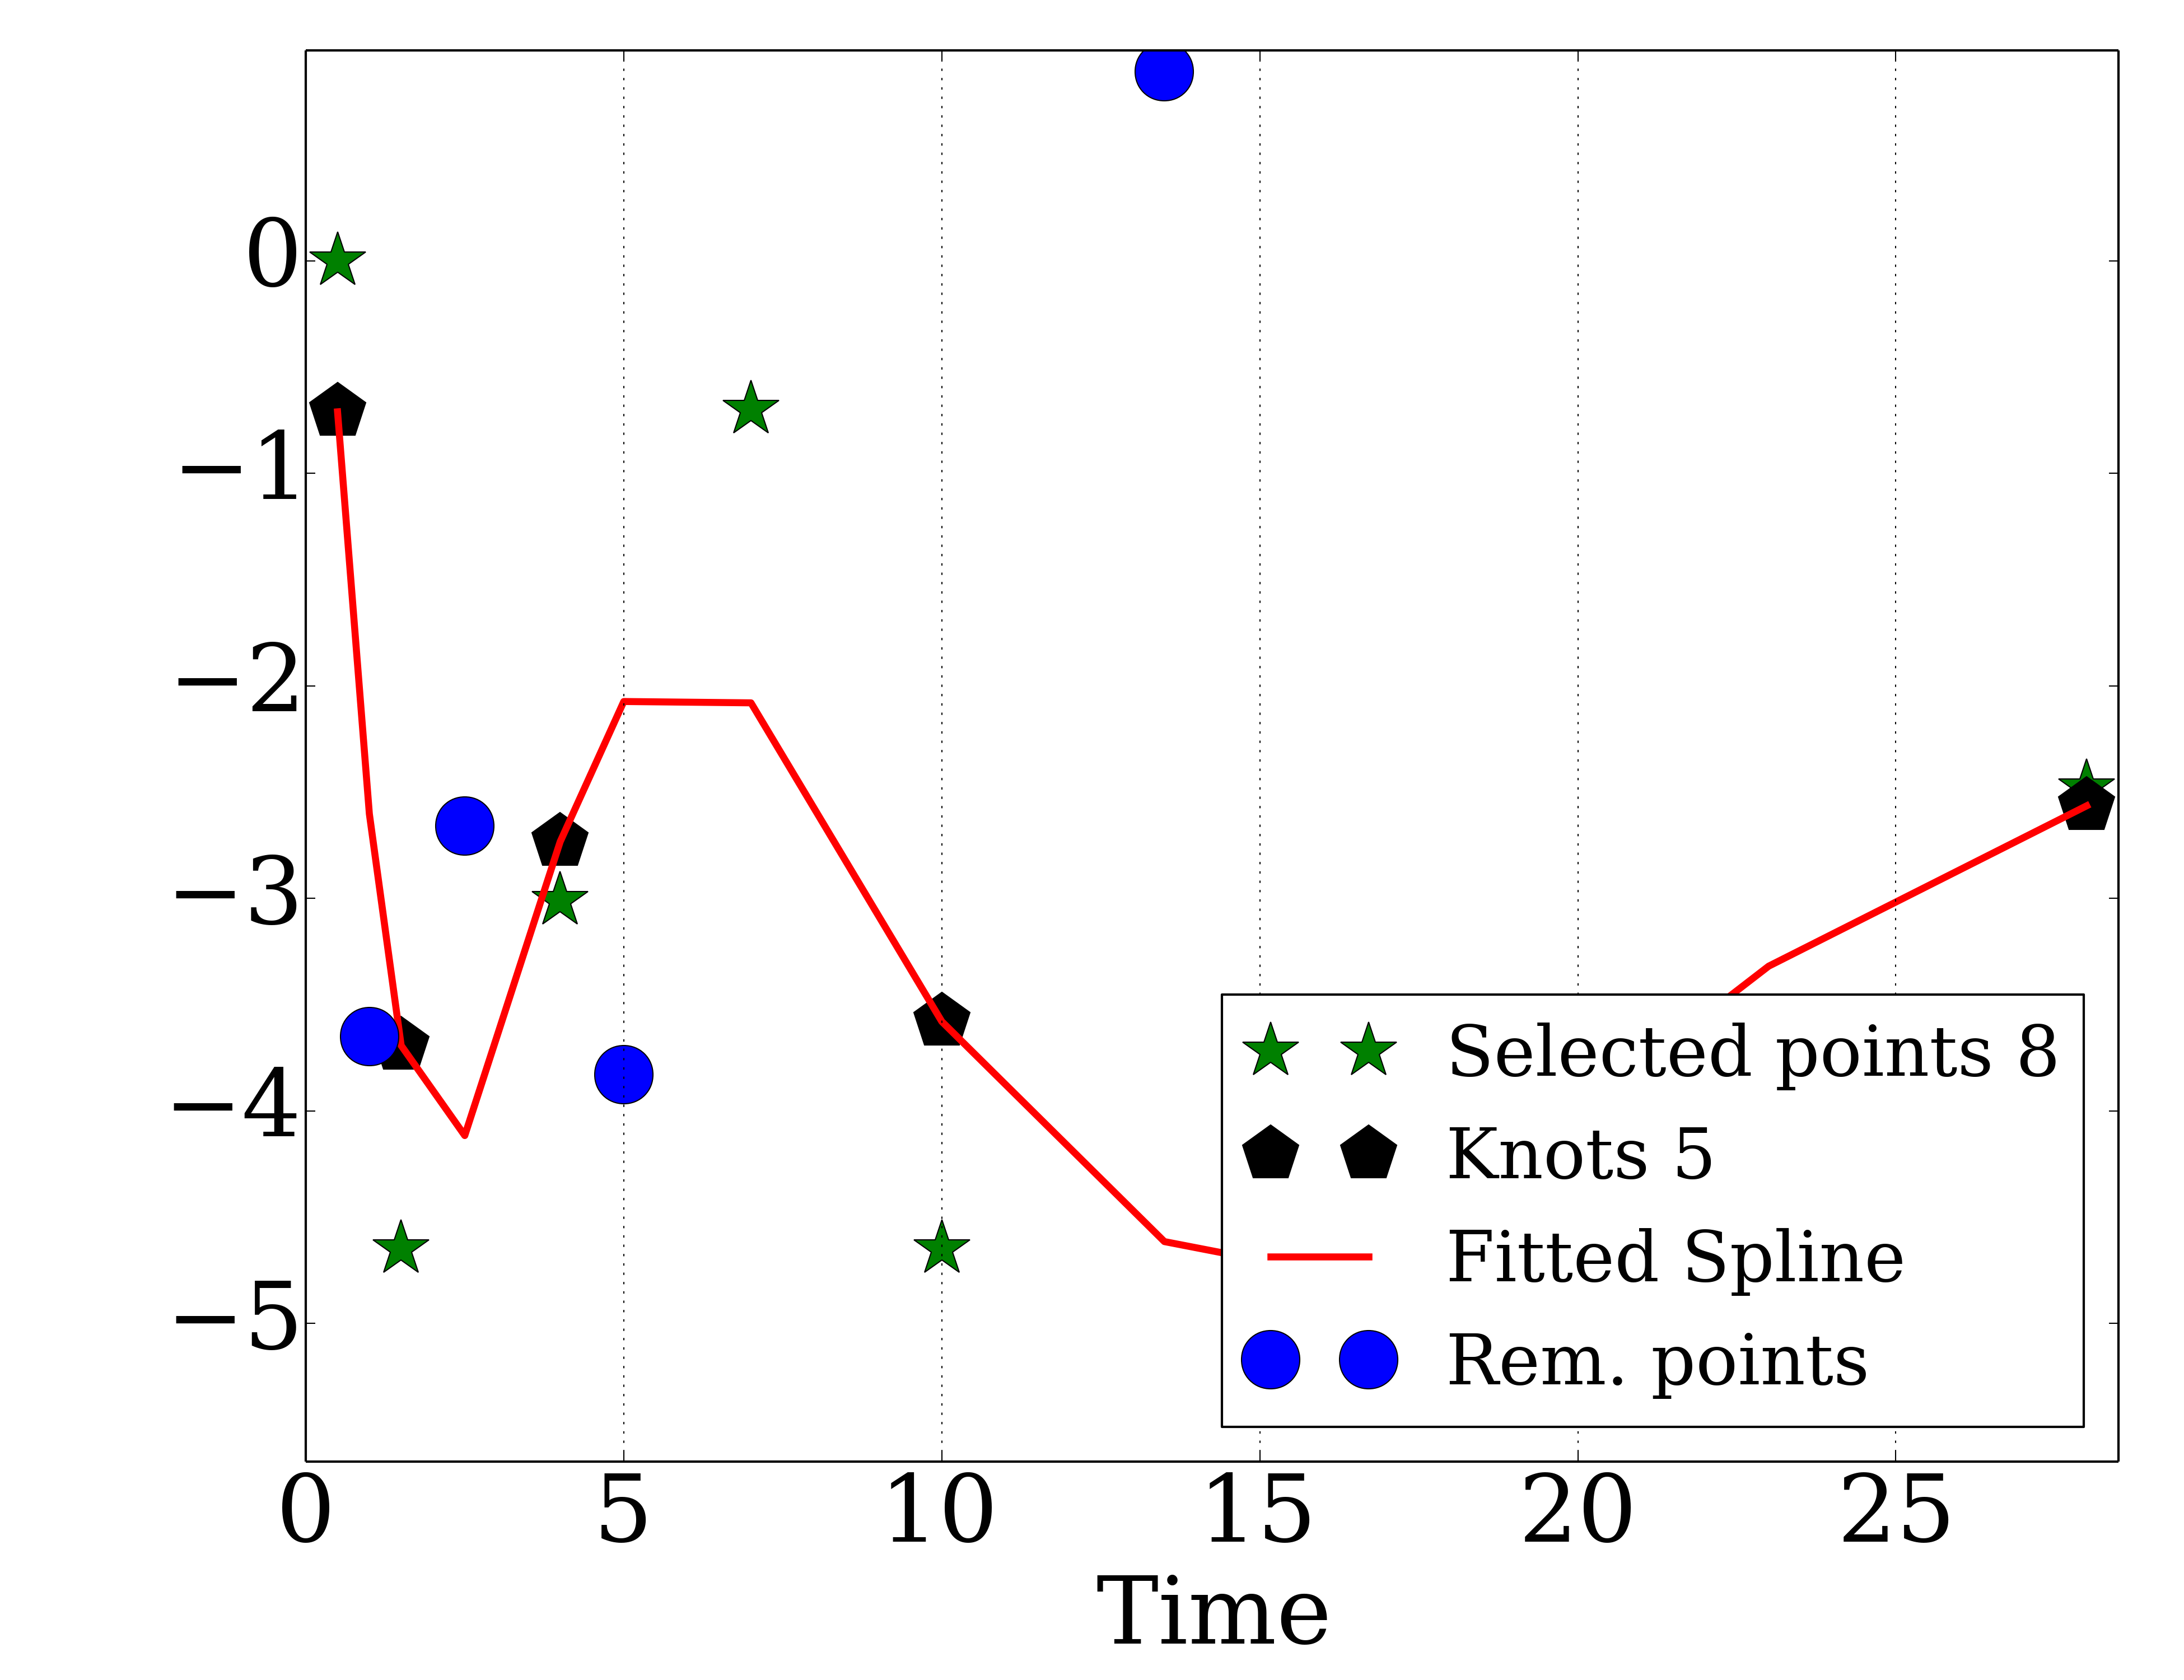 0
−1
−2
−3
−4
−5
Selected points 8
Knots 5
Fitted Spline
Rem. points
0 5 10 15 20 25
Time